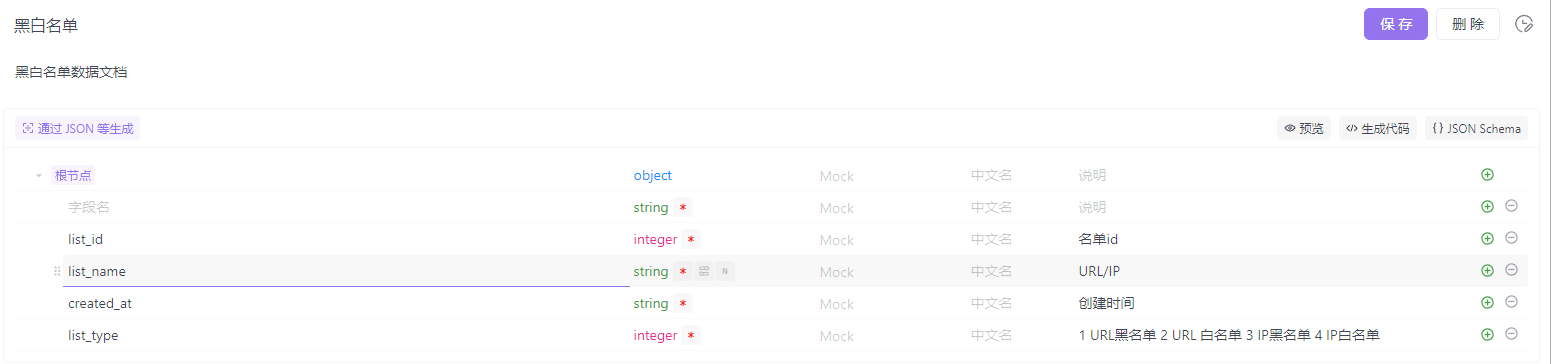 黑白名单 保 存 删 除
黑白名单数据文档
通过 JSON 等生成 预览 生成代码 JSON Schema
根节点 object Mock 中文名 说明
字段名 string * Mock 中文名 说明
list_id integer * Mock 中文名 名单id
list_name string * N Mock 中文名 URL/IP
created_at string * Mock 中文名 创建时间
list_type integer * Mock 中文名 1 URL黑名单 2 URL 白名单 3 IP黑名单 4 IP白名单